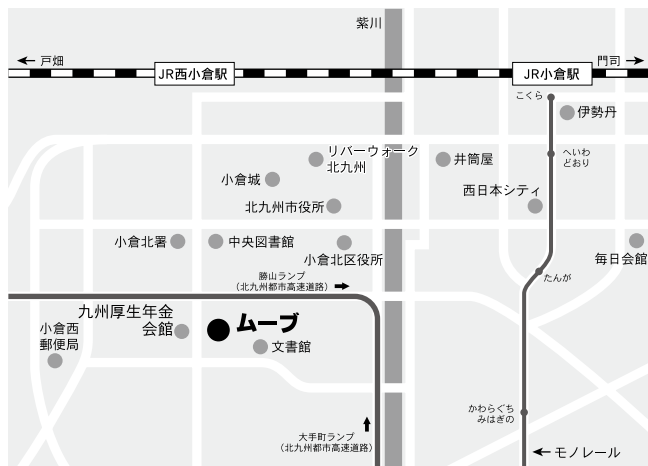 紫川
戸畑
門司
JR西小倉駅
JR小倉駅
こくら
伊勢丹
リバーウォーク
北九州
井筒屋
へいわ
どおり
小倉城
西日本シティ
北九州市役所
小倉北署
中央図書館
小倉北区役所
毎日会館
勝山ランプ
（北九州都市高速道路）
たんが
九州厚生年金
会館
ムーブ
小倉西
郵便局
文書館
かわらぐち
みはぎの
大手町ランプ
（北九州都市高速道路）
モノレール